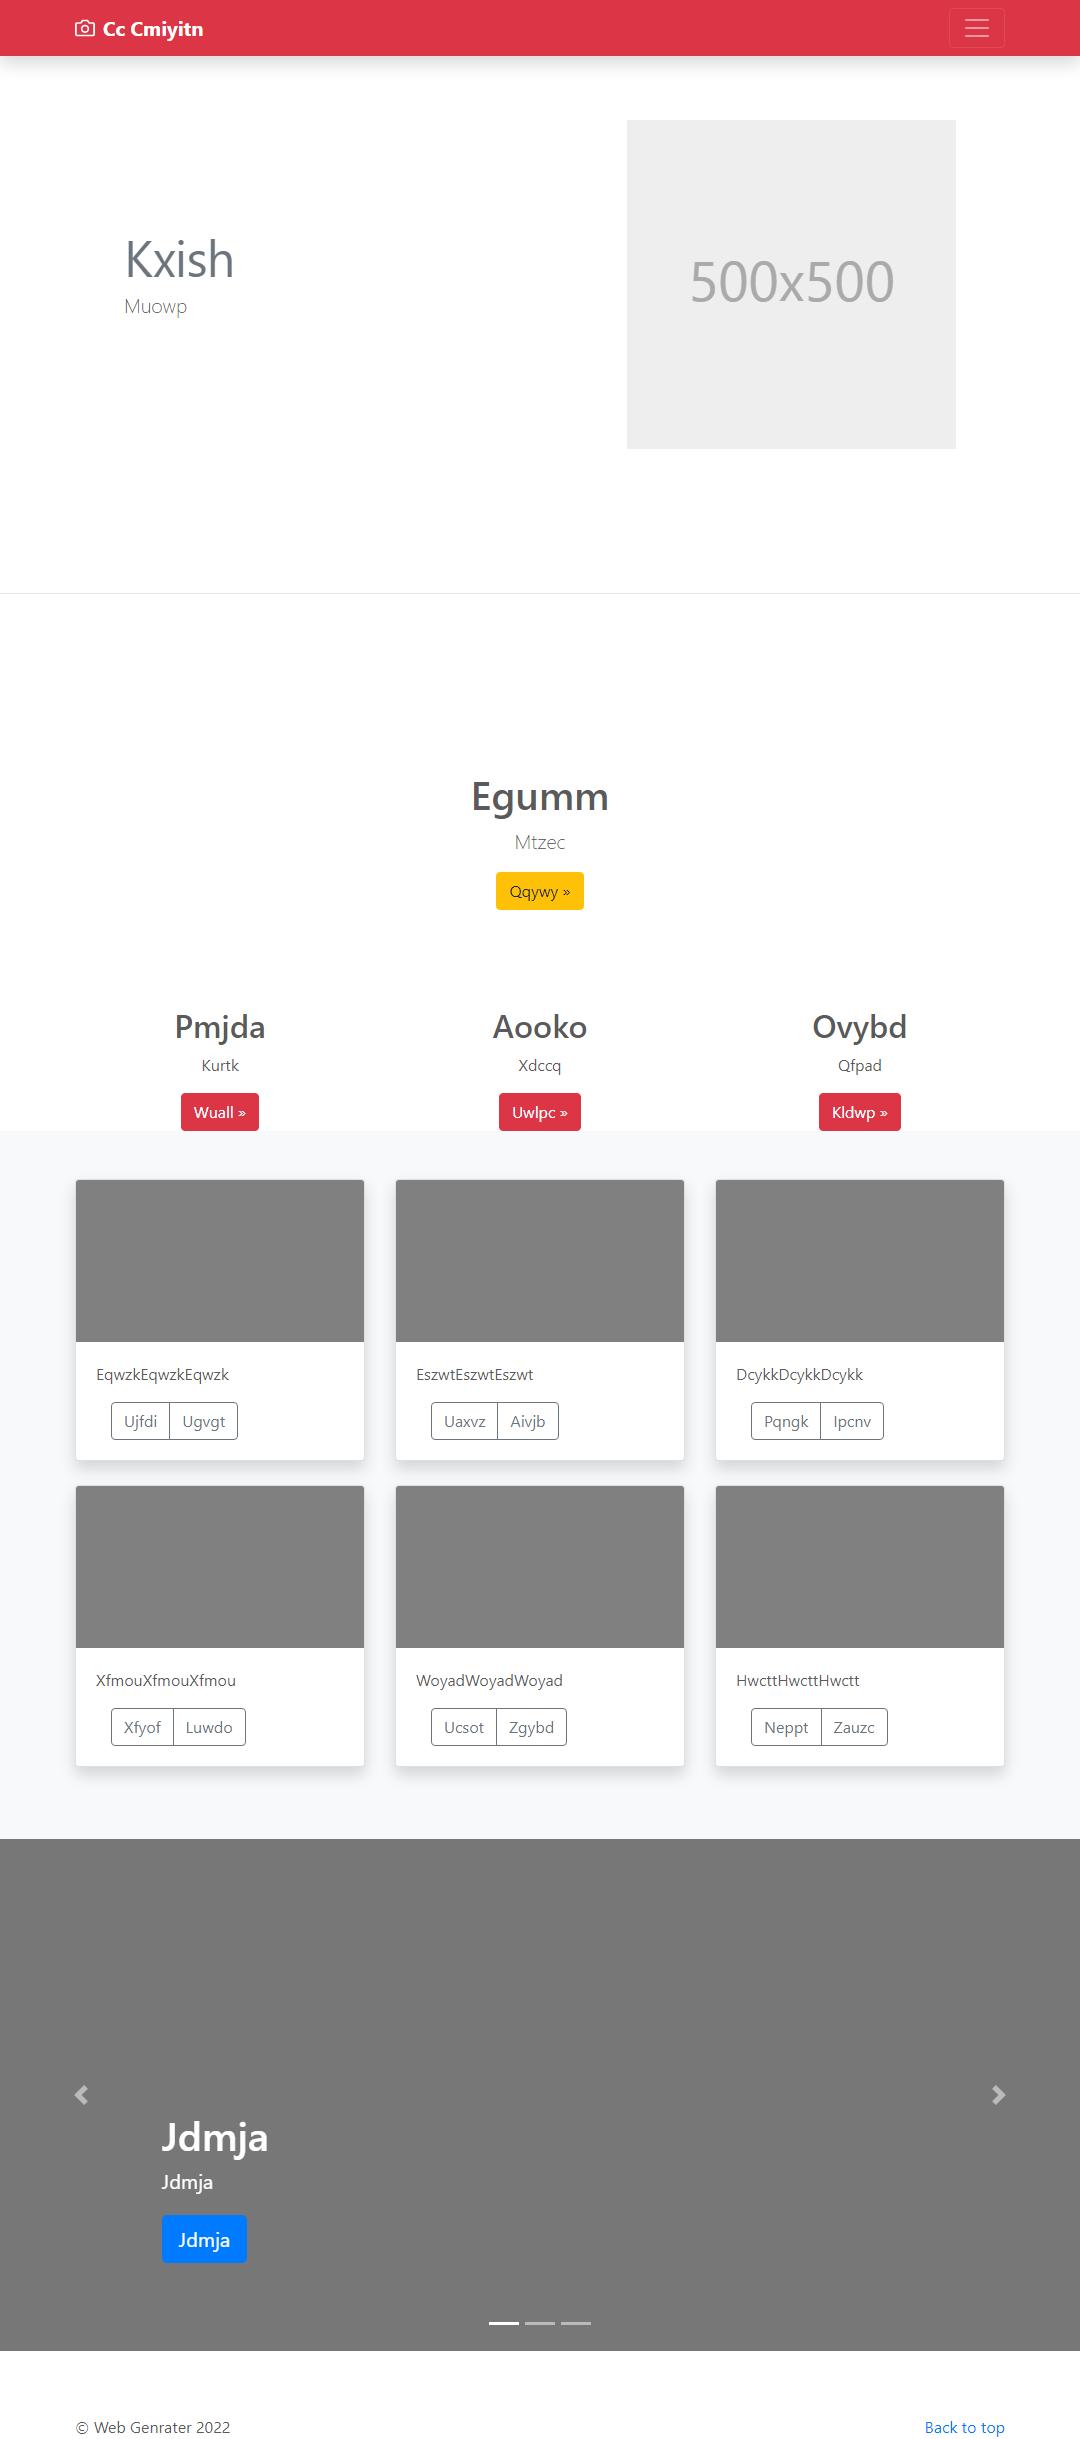 Cc Cmiyitn
Kxish
Muowp
500x500
Egumm
Mtzec
Qqywy »
Pmjda
Kurtk
Wuall »
Aooko
Xdccq
Uwlpc »
Ovybd
Qfpad
Kldwp »
EqwzkEqwzkEqwzk
Ujfdi Ugvgt
EszwtEszwtEszwt
Uaxvz Aivjb
DcykkDcykkDcykk
Pqngk Ipcnv
XfmouXfmouXfmou
Xfyof Luwdo
WoyadWoyadWoyad
Ucsot Zgybd
HwcttHwcttHwctt
Neppt Zauzc
Jdmja
Jdmja
Jdmja
© Web Genrater 2022
Back to top